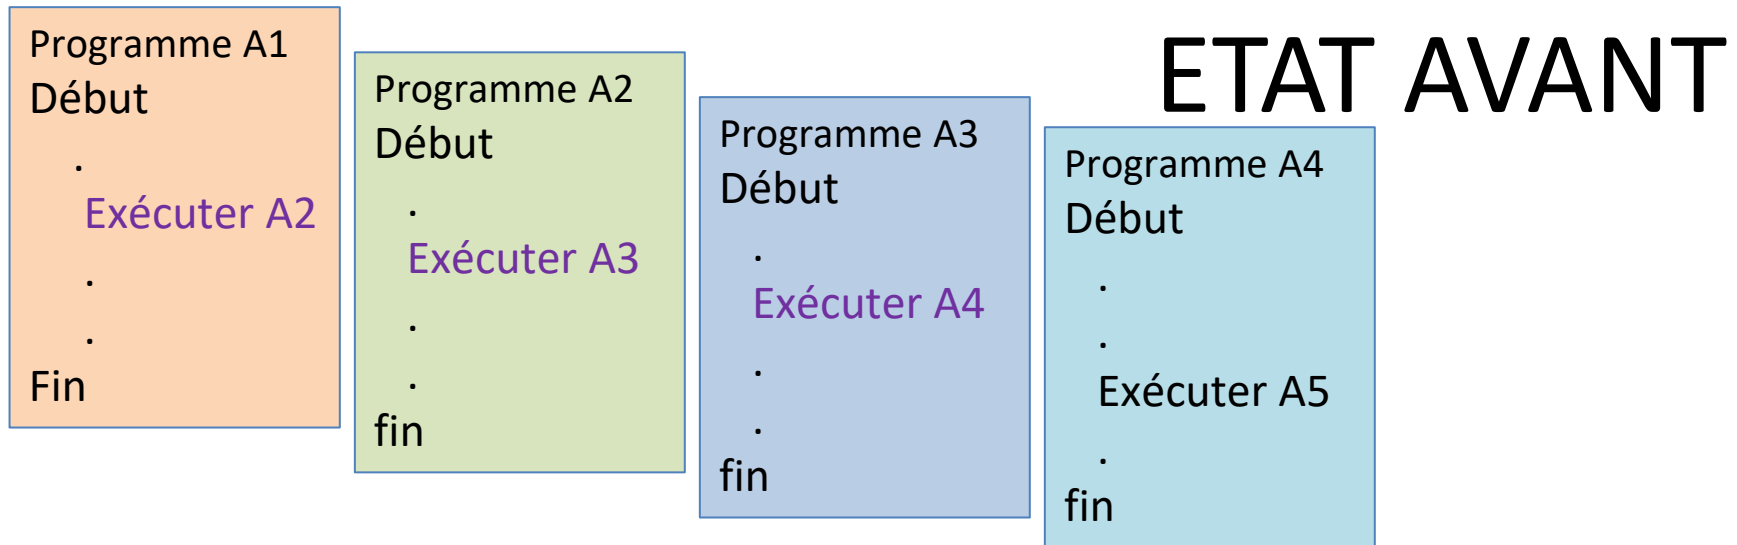 ETAT AVANT
Programme A1
Début
.
Exécuter A2
.
.
Fin
Programme A2
Début
.
Exécuter A3
.
.
fin
Programme A3
Début
.
Exécuter A4
.
.
fin
Programme A4
Début
.
.
Exécuter A5
.
fin